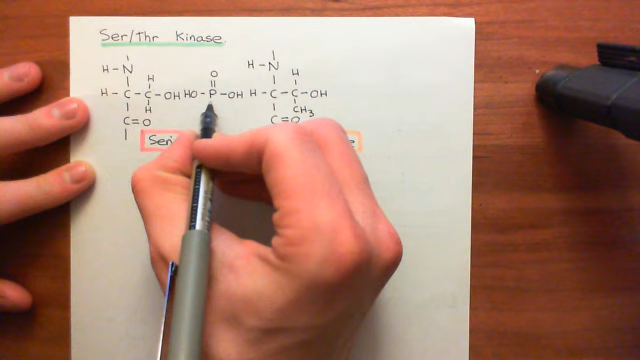 Ser/Thr Kinase
H-N H O H-N H
H-C-C-OH HO-P-OH H-C-C-OH
H CH3
C=O C=O